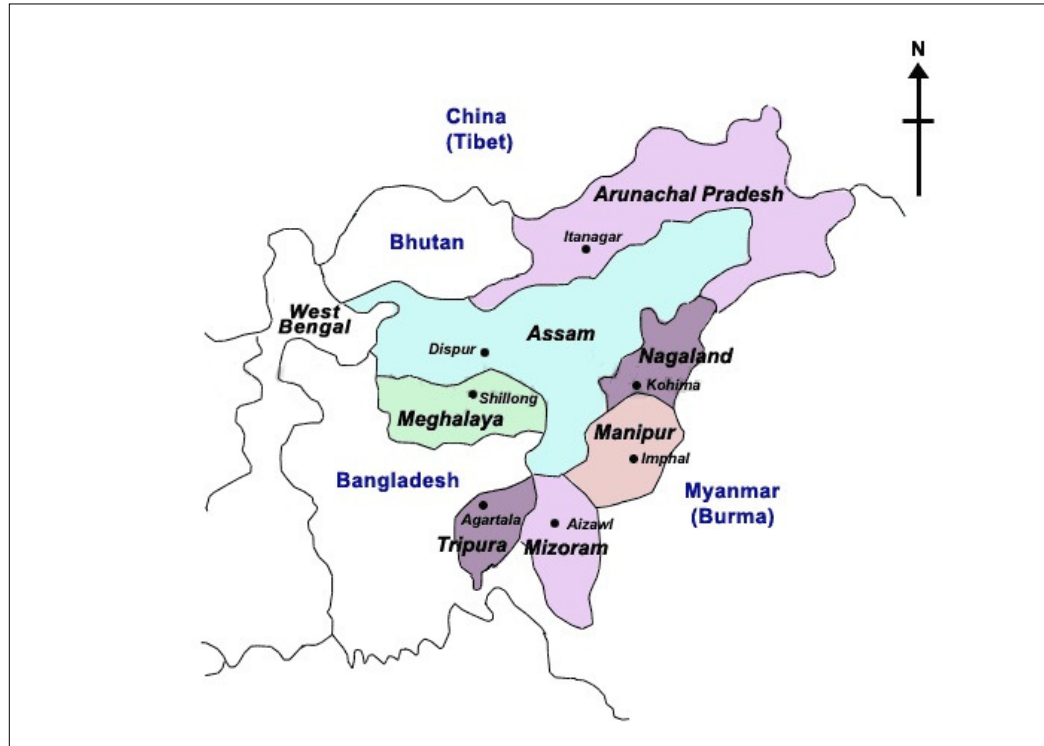 N
China
(Tibet)
Arunachal Pradesh
Itanagar
Bhutan
West
Bengal
Assam
Dispur
Nagaland
Kohima
Shillong
Meghalaya
Manipur
Imphal
Bangladesh
Myanmar
(Burma)
Agartala
Aizawl
Tripura
Mizoram